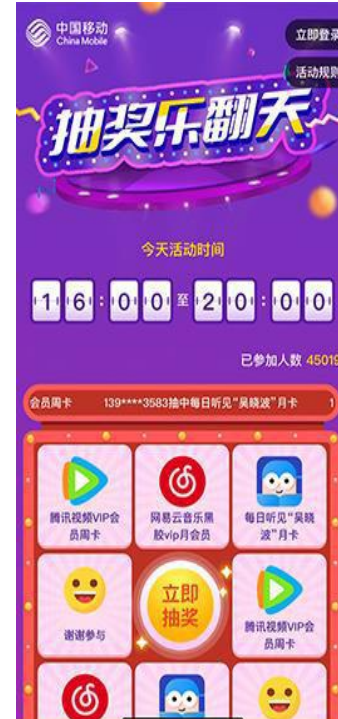 中国移动
China Mobile
立即登录
活动规则
抽奖乐翻天
今天活动时间
16:00至20:00
已参加人数 45019
会员周卡 139****3583抽中每日听见"吴晓波"月卡 1
腾讯视频VIP会
员周卡
网易云音乐黑
胶vip月会员
每日听见"吴晓
波"月卡
谢谢参与
立即
抽奖
腾讯视频VIP会
员周卡